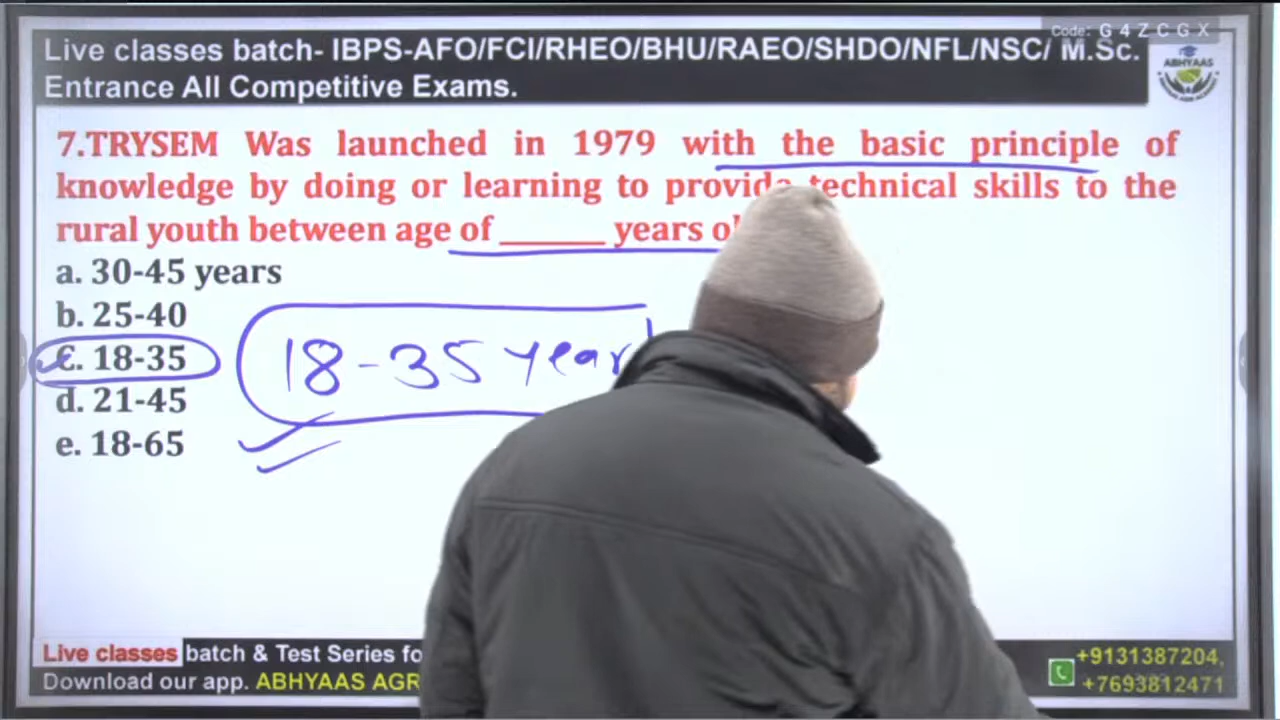 Code: G 4 Z C G X
Live classes batch- IBPS-AFO/FCI/RHEO/BHU/RAEO/SHDO/NFL/NSC/ M.Sc.
Entrance All Competitive Exams.
ABHYAAS
7.TRYSEM Was launched in 1979 with the basic principle of
knowledge by doing or learning to provide technical skills to the
rural youth between age of ______ years
a. 30-45 years
b. 25-40
c. 18-35
18-35 year
d. 21-45
e. 18-65
Live classes batch & Test Series
Download our app. ABHYAAS AGR
+9131387204,
+7693812471